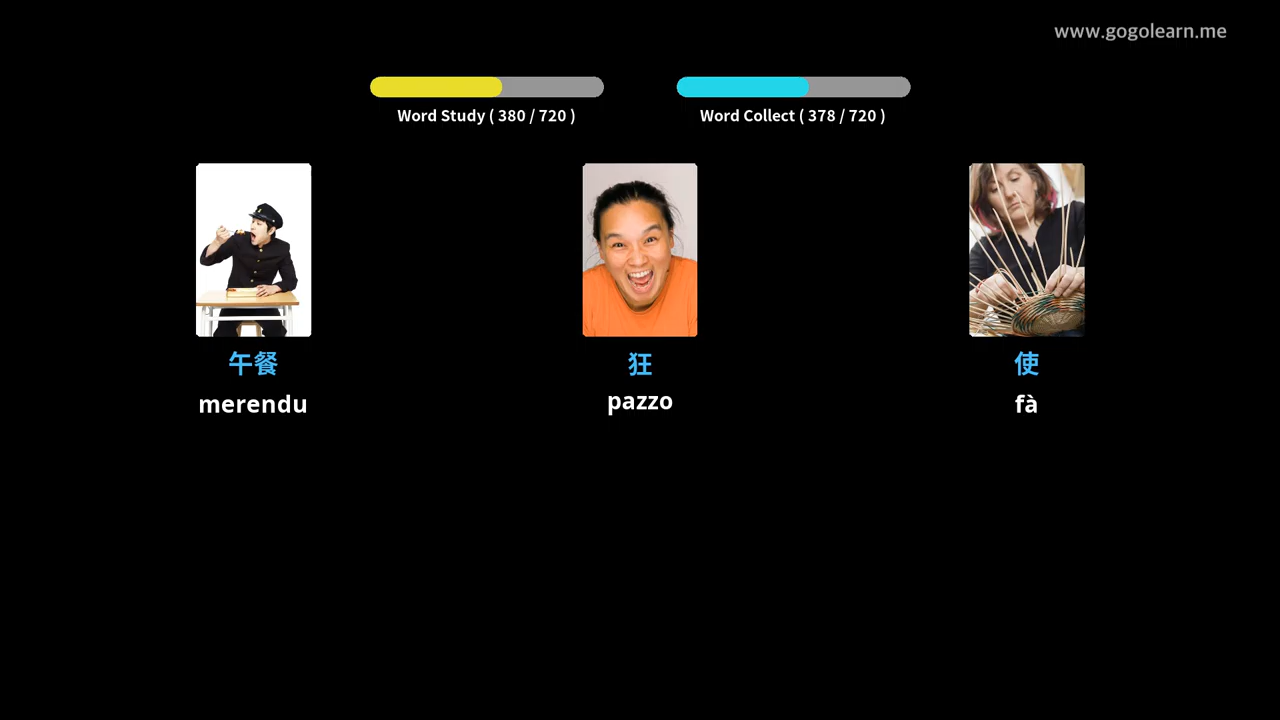 www.gogolearn.me
Word Study ( 380 / 720 )
Word Collect ( 378 / 720 )
午餐
狂
使
merendu
pazzo
fà